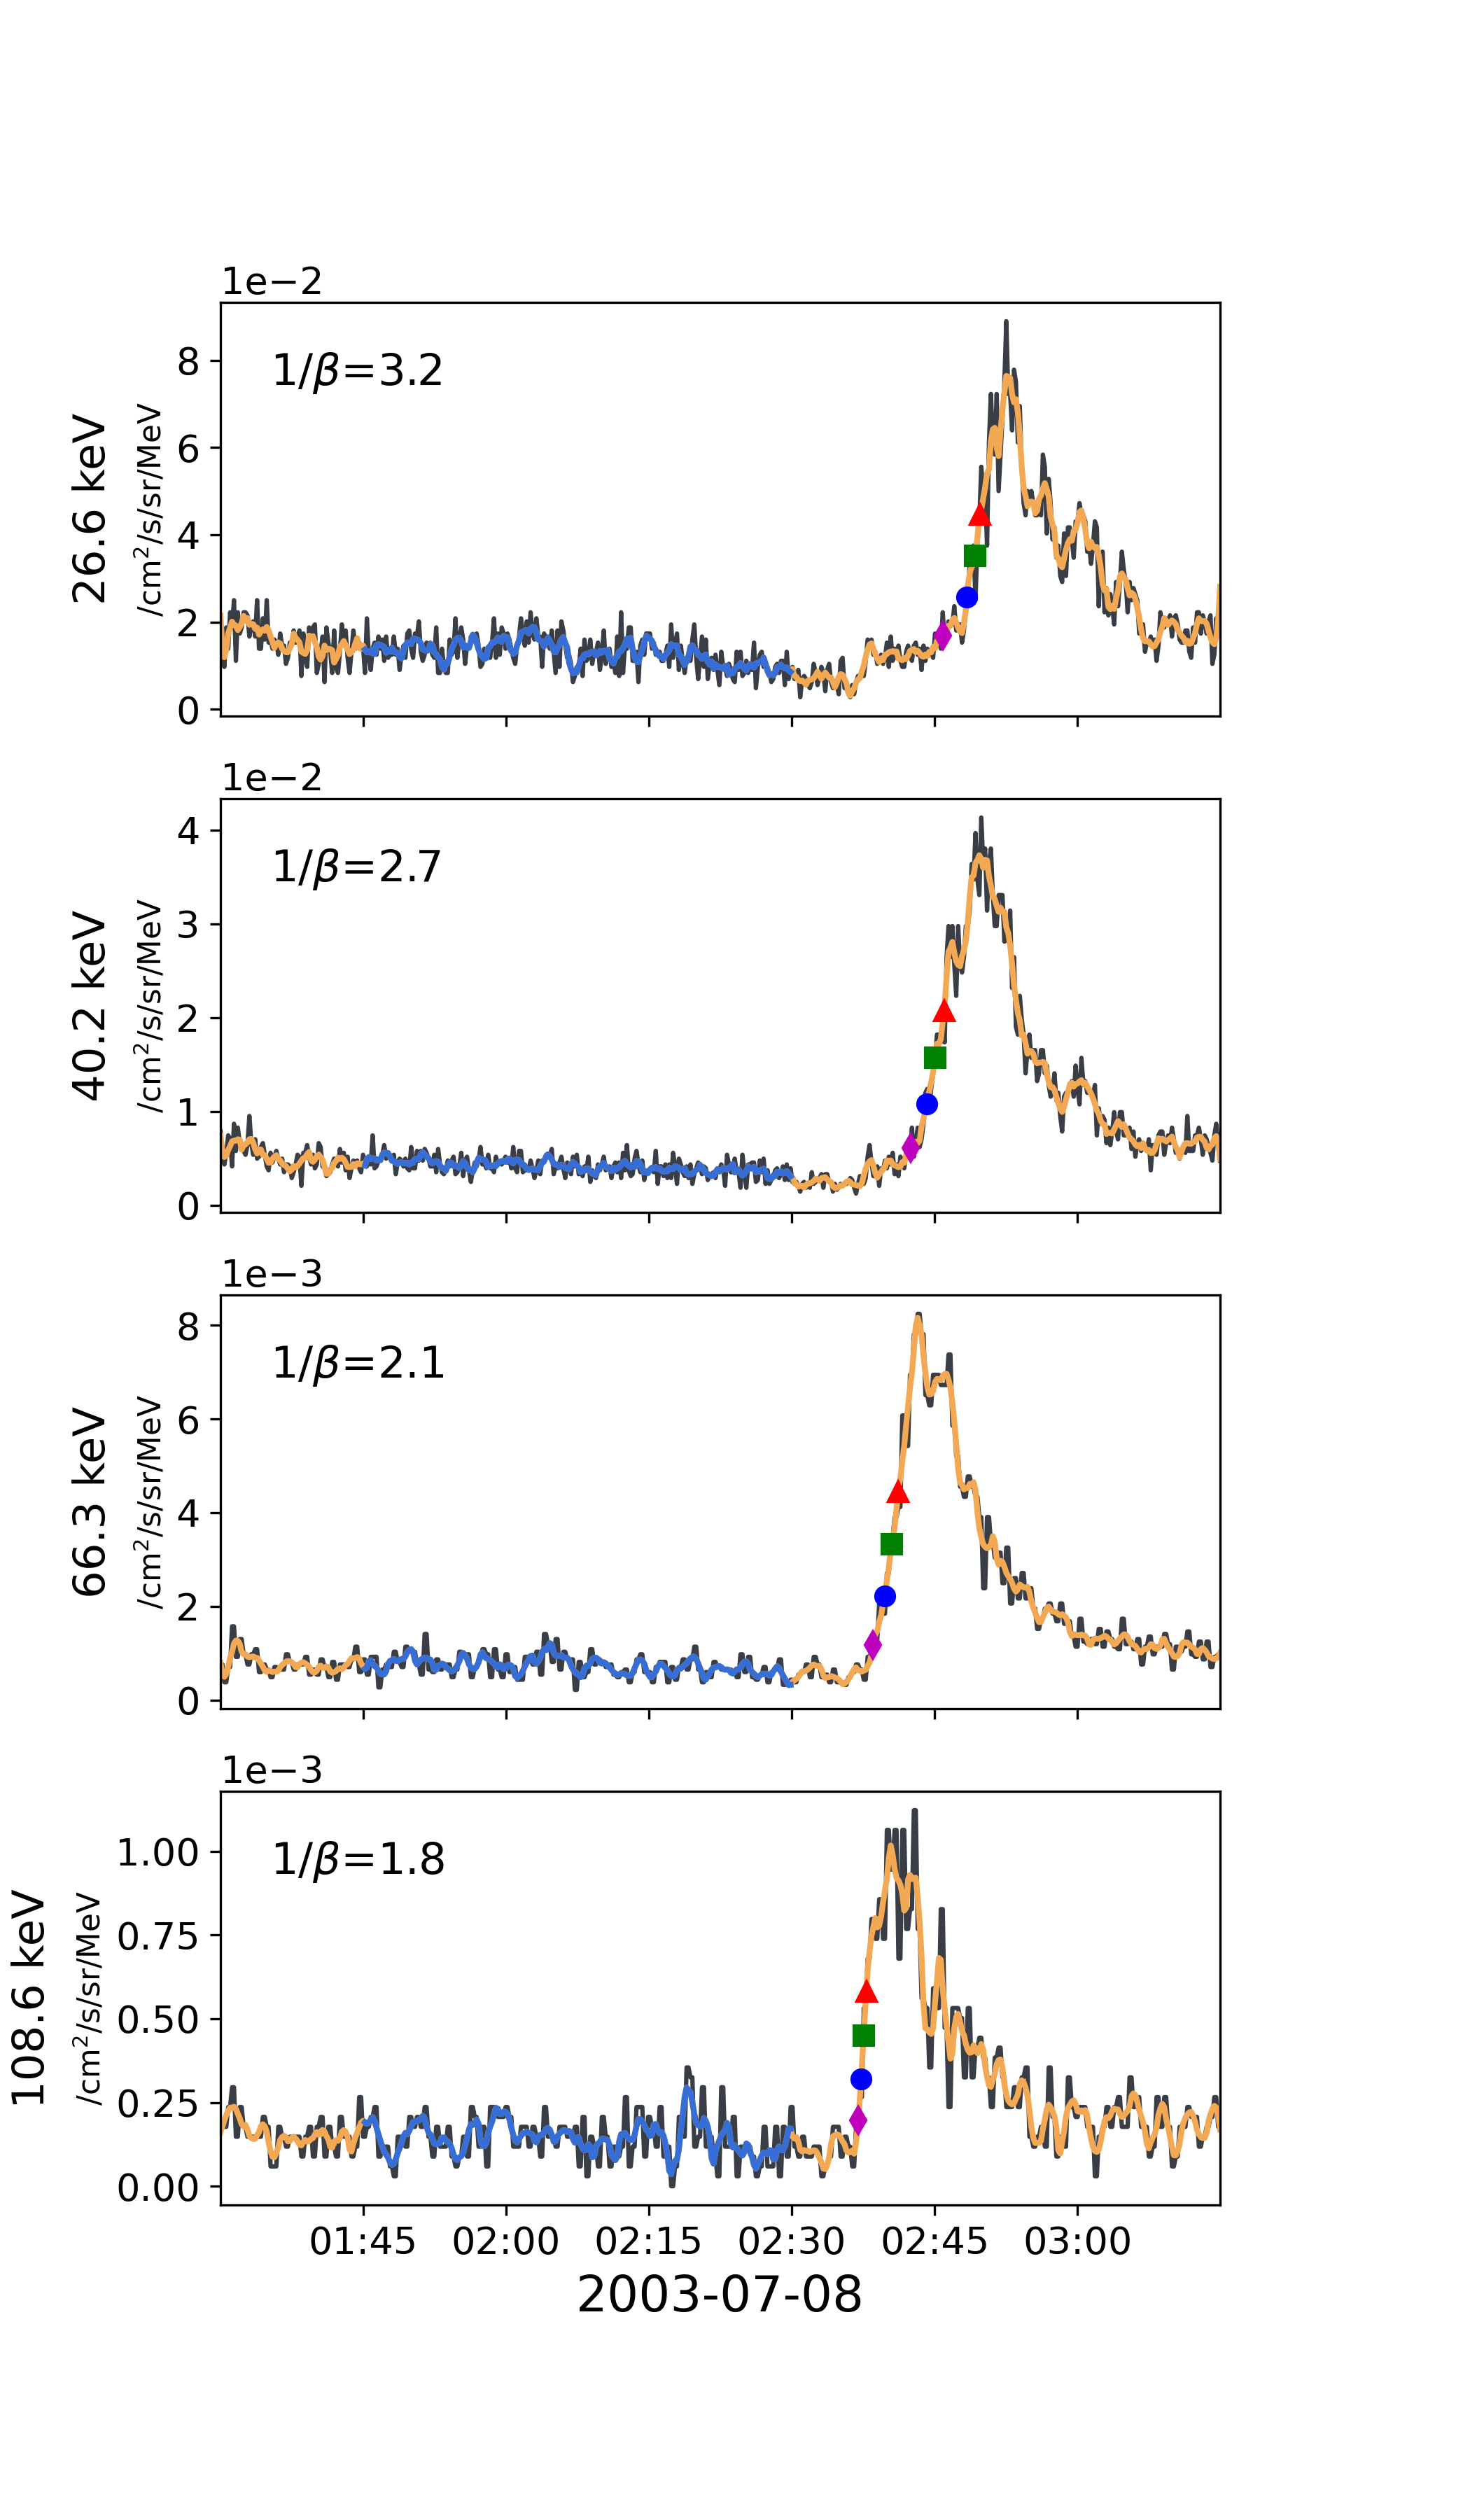 1e−2
1/β=3.2
26.6 keV
/cm²/s/sr/MeV
8
6
4
2
0
1e−2
1/β=2.7
40.2 keV
/cm²/s/sr/MeV
4
3
2
1
0
1e−3
1/β=2.1
66.3 keV
/cm²/s/sr/MeV
8
6
4
2
0
1e−3
1/β=1.8
108.6 keV
/cm²/s/sr/MeV
1.00
0.75
0.50
0.25
0.00
01:45 02:00 02:15 02:30 02:45 03:00
2003-07-08